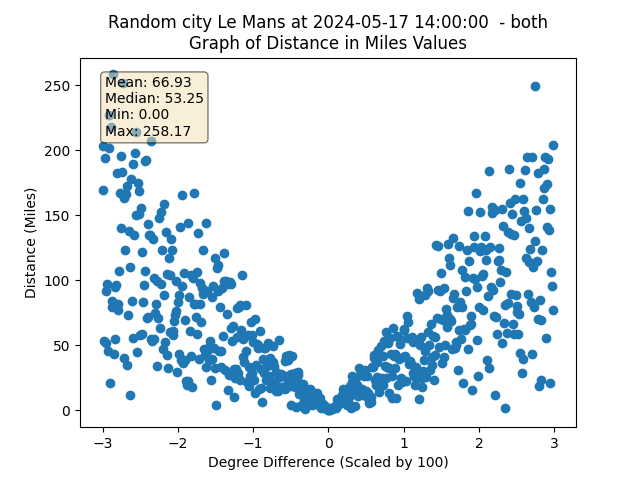 Random city Le Mans at 2024-05-17 14:00:00  - both
Graph of Distance in Miles Values
Mean: 66.93
Median: 53.25
Min: 0.00
Max: 258.17
250
200
150
100
50
0
Distance (Miles)
−3 −2 −1 0 1 2 3
Degree Difference (Scaled by 100)